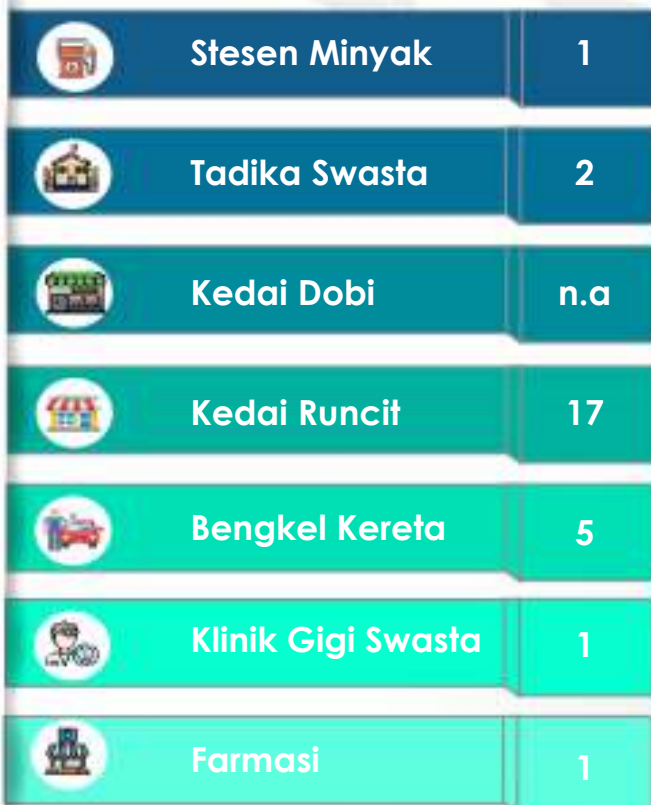 Stesen Minyak 1
Tadika Swasta 2
Kedai Dobi n.a
Kedai Runcit 17
Bengkel Kereta 5
Klinik Gigi Swasta 1
Farmasi 1